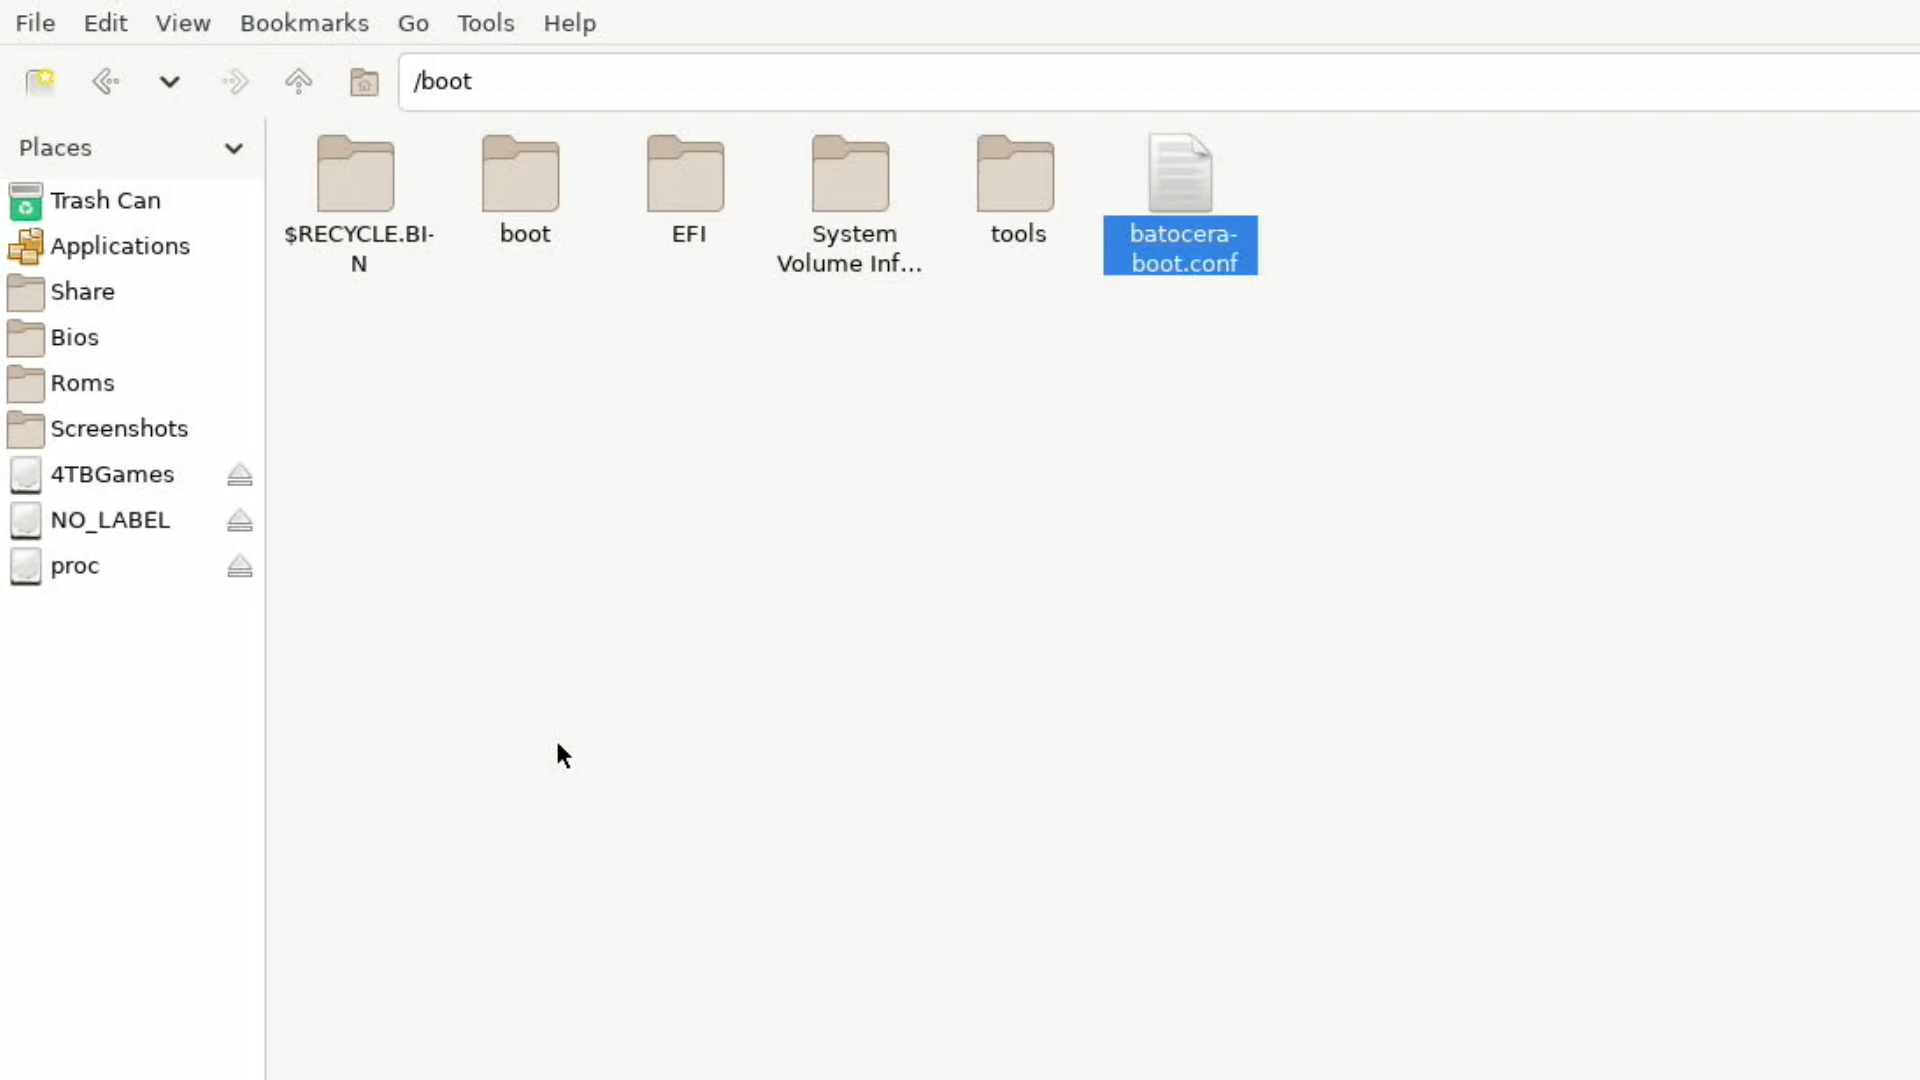 File Edit View Bookmarks Go Tools Help
/boot
Places
Trash Can
Applications
Share
Bios
Roms
Screenshots
4TBGames
NO_LABEL
proc
$RECYCLE.BI-
N
boot
EFI
System
Volume Inf...
tools
batocera-
boot.conf